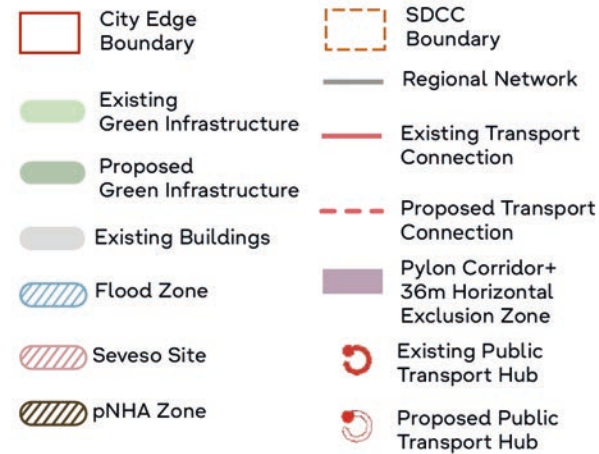 City Edge
Boundary
Existing
Green Infrastructure
Proposed
Green Infrastructure
Existing Buildings
Flood Zone
Seveso Site
pNHA Zone
SDCC
Boundary
Regional Network
Existing Transport
Connection
Proposed Transport
Connection
Pylon Corridor+
36m Horizontal
Exclusion Zone
Existing Public
Transport Hub
Proposed Public
Transport Hub